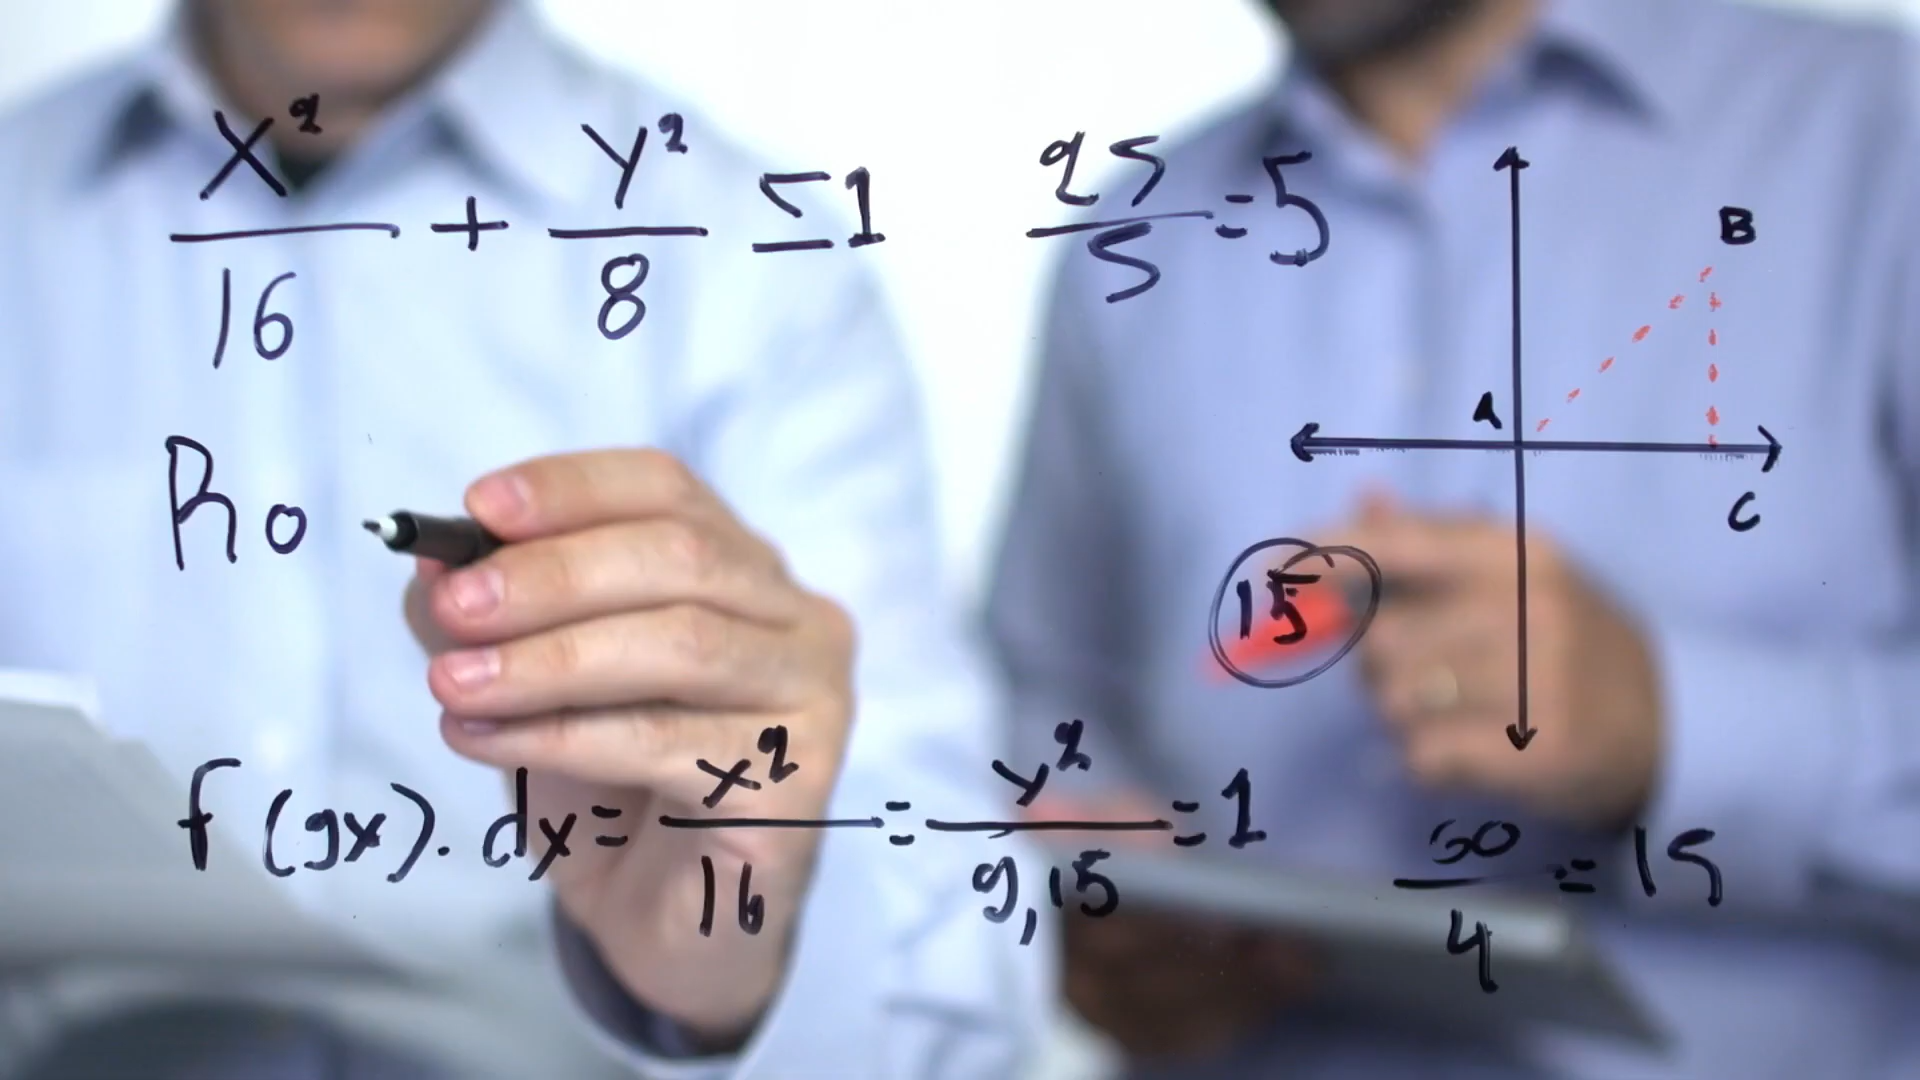 x²/16 + y²/8 ≤ 1
25/5 = 5
B
A
C
Ro
15
f(gx).dx = x²/16 = y²/9,15 = 1
60/4 = 15